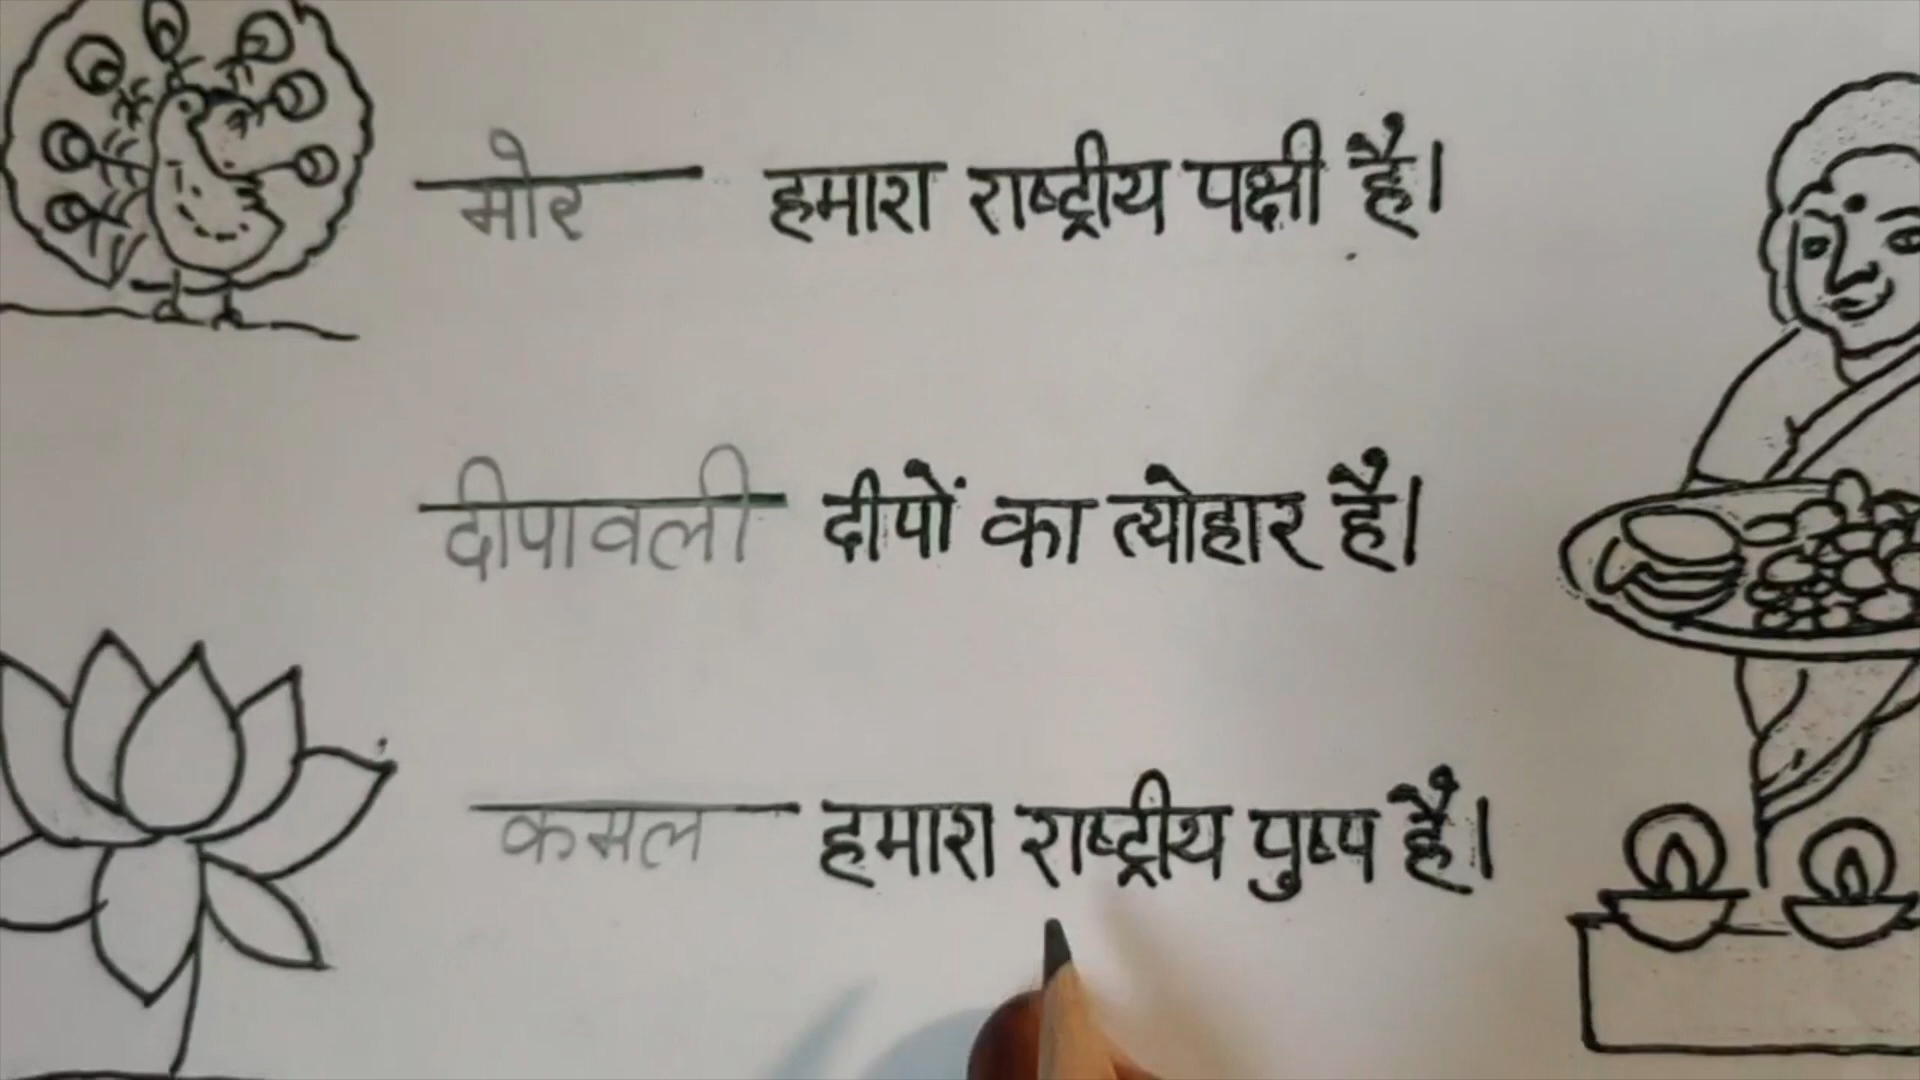 मोर हमारा राष्ट्रीय पक्षी है।
दीपावली दीपों का त्योहार है।
कमल हमारा राष्ट्रीय पुष्प है।